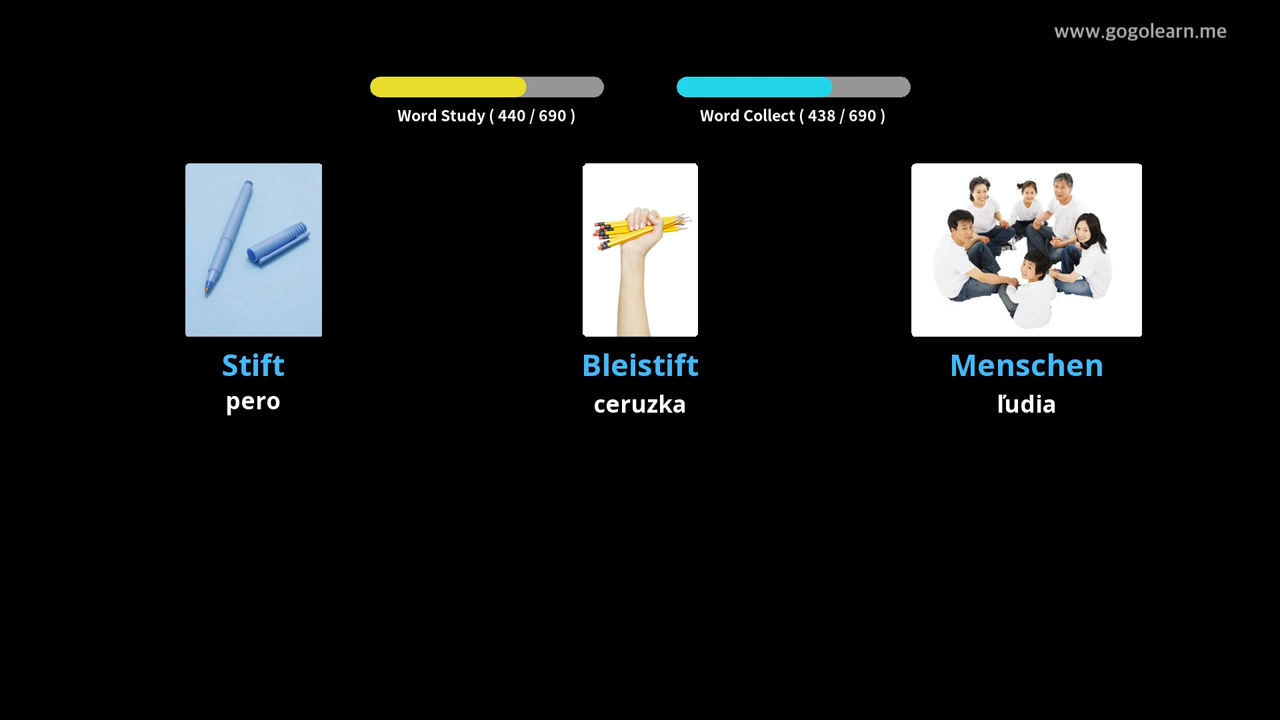 www.gogolearn.me
Word Study ( 440 / 690 )
Word Collect ( 438 / 690 )
Stift
pero
Bleistift
ceruzka
Menschen
ľudia